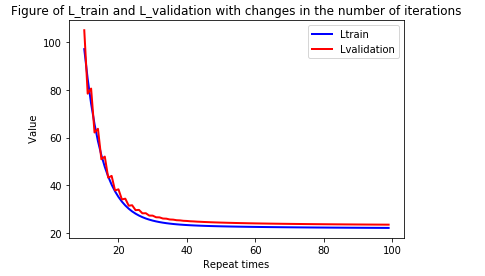 Figure of L_train and L_validation with changes in the number of iterations
Ltrain
Lvalidation
100
80
60
40
20
Value
20 40 60 80 100
Repeat times